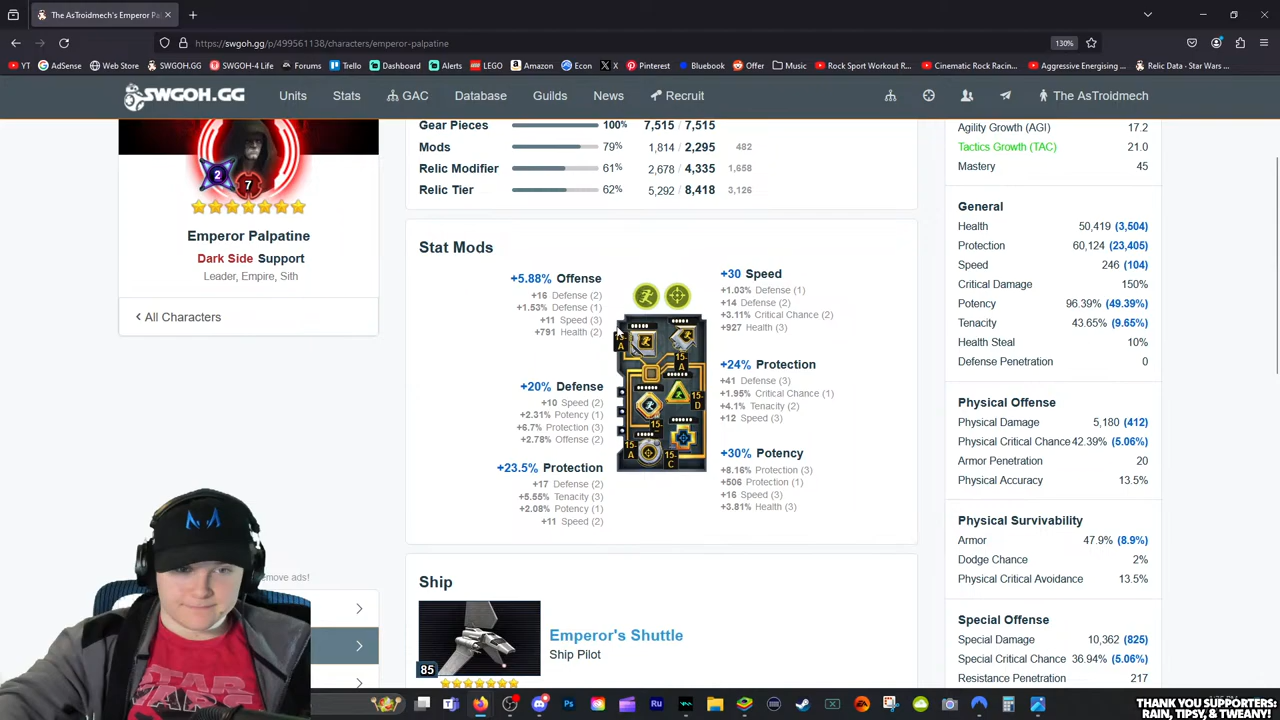 The AsTroidmech's Emperor Pa
https://swgoh.gg/p/499561138/characters/emperor-palpatine
130%
YT
AdSense
Web Store
SWGOH.GG
SWGOH-4 Life
Forums
Trello
Dashboard
Alerts
LEGO
Amazon
Econ
X
Pinterest
Bluebook
Offer
Music
Rock Sport Workout R...
Cinematic Rock Racin...
Aggressive Energising ...
Relic Data - Star Wars ...
SWGOH.GG
Units
Stats
GAC
Database
Guilds
News
Recruit
The AsTroidmech
2
7
Emperor Palpatine
Dark Side Support
Leader, Empire, Sith
All Characters
Gear Pieces 100% 7,515 / 7,515
Mods 79% 1,814 / 2,295 482
Relic Modifier 61% 2,678 / 4,335 1,658
Relic Tier 62% 5,292 / 8,418 3,126
Stat Mods
+5.88% Offense
+16 Defense (2)
+1.53% Defense (1)
+11 Speed (3)
+791 Health (2)
+30 Speed
+1.03% Defense (1)
+14 Defense (2)
+3.11% Critical Chance (2)
+927 Health (3)
+20% Defense
+10 Speed (2)
+2.31% Potency (1)
+6.7% Protection (3)
+2.78% Offense (2)
+24% Protection
+41 Defense (3)
+1.95% Critical Chance (1)
+4.1% Tenacity (2)
+12 Speed (3)
+23.5% Protection
+17 Defense (2)
+5.55% Tenacity (3)
+2.08% Potency (1)
+11 Speed (2)
+30% Potency
+8.16% Protection (3)
+506 Protection (1)
+16 Speed (3)
+3.81% Health (3)
15-
A
15-
A
15-
D
15-
15-
A
15-
C
Ship
85
Emperor's Shuttle
Ship Pilot
Agility Growth (AGI) 17.2
Tactics Growth (TAC) 21.0
Mastery 45
General
Health 50,419 (3,504)
Protection 60,124 (23,405)
Speed 246 (104)
Critical Damage 150%
Potency 96.39% (49.39%)
Tenacity 43.65% (9.65%)
Health Steal 10%
Defense Penetration 0
Physical Offense
Physical Damage 5,180 (412)
Physical Critical Chance 42.39% (5.06%)
Armor Penetration 20
Physical Accuracy 13.5%
Physical Survivability
Armor 47.9% (8.9%)
Dodge Chance 2%
Physical Critical Avoidance 13.5%
Special Offense
Special Damage 10,362 (825)
Special Critical Chance 36.94% (5.06%)
Resistance Penetration 217
emove ads!
THANK YOU SUPPORTERS:
RAIN, TIPSY, & TWEANY!